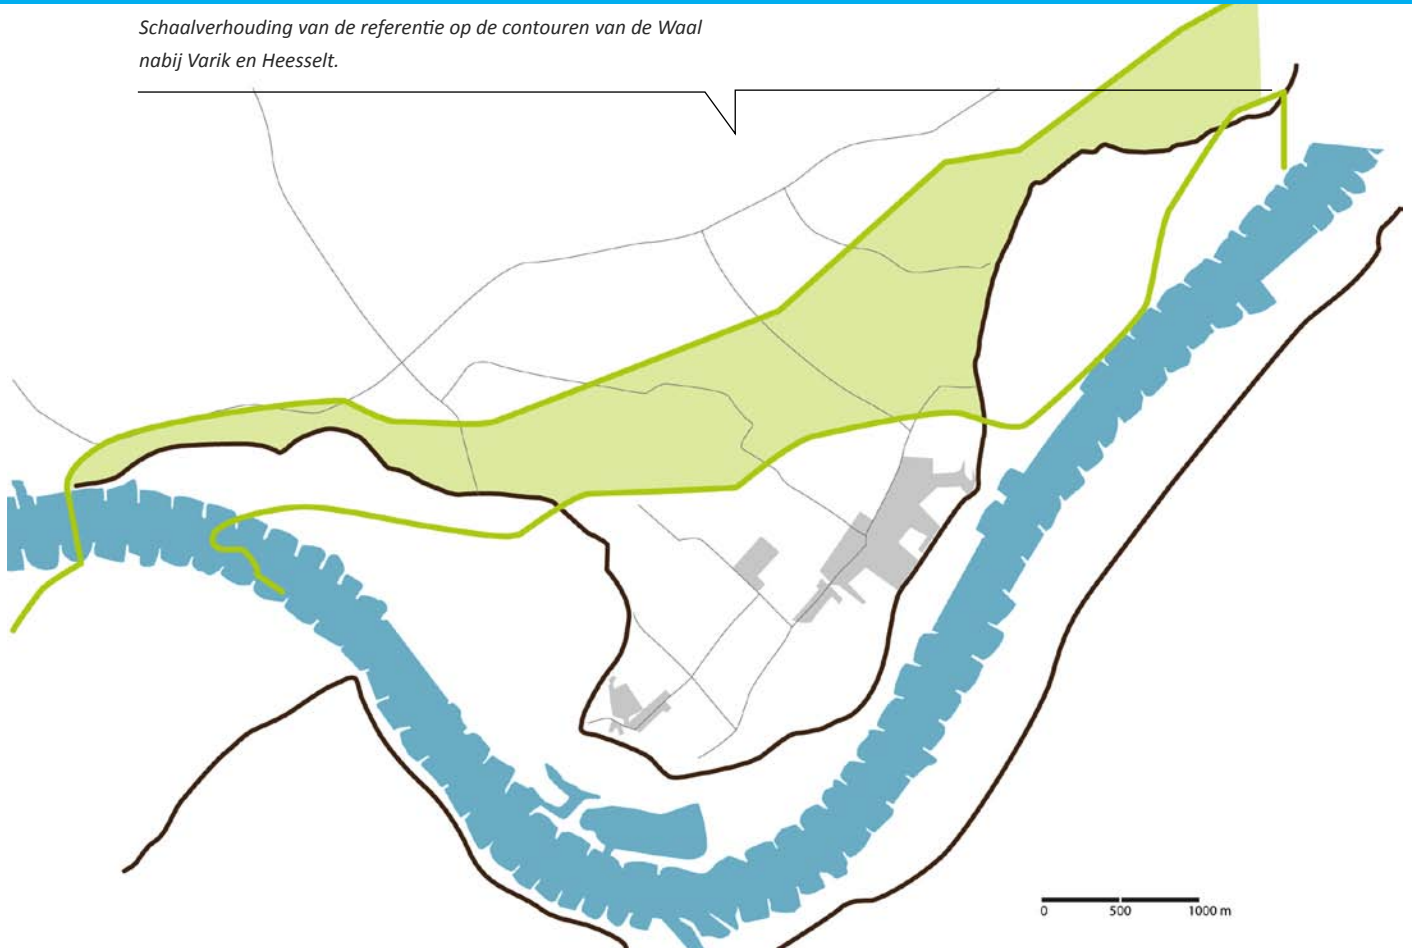 Schaalverhouding van de referentie op de contouren van de Waal
nabij Varik en Heesselt.
0 500 1000 m